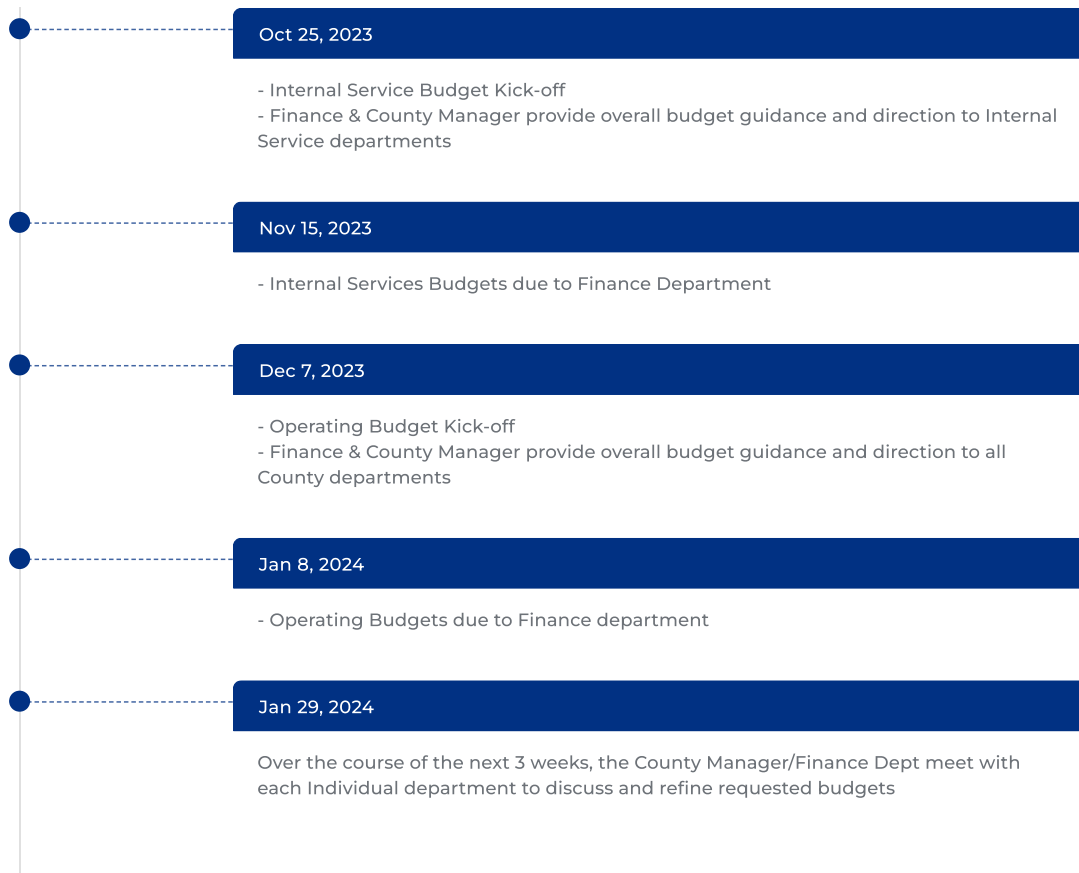 Oct 25, 2023
- Internal Service Budget Kick-off
- Finance & County Manager provide overall budget guidance and direction to Internal
Service departments
Nov 15, 2023
- Internal Services Budgets due to Finance Department
Dec 7, 2023
- Operating Budget Kick-off
- Finance & County Manager provide overall budget guidance and direction to all
County departments
Jan 8, 2024
- Operating Budgets due to Finance department
Jan 29, 2024
Over the course of the next 3 weeks, the County Manager/Finance Dept meet with
each Individual department to discuss and refine requested budgets